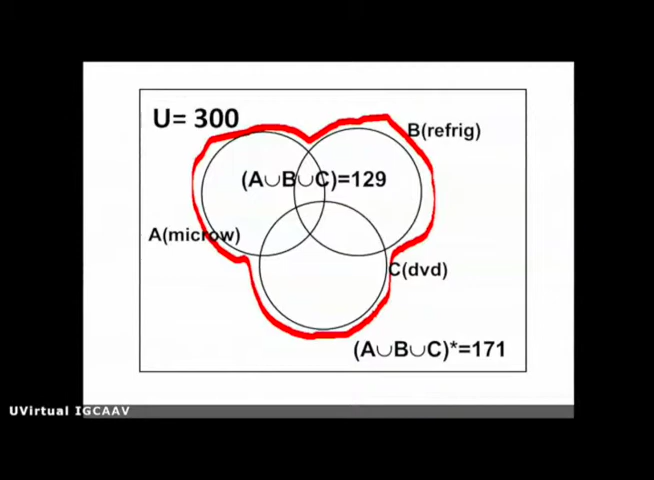 U= 300
B(refrig)
(A∪B∪C)=129
A(microw)
C(dvd)
(A∪B∪C)*=171
UVirtual IGCAAV